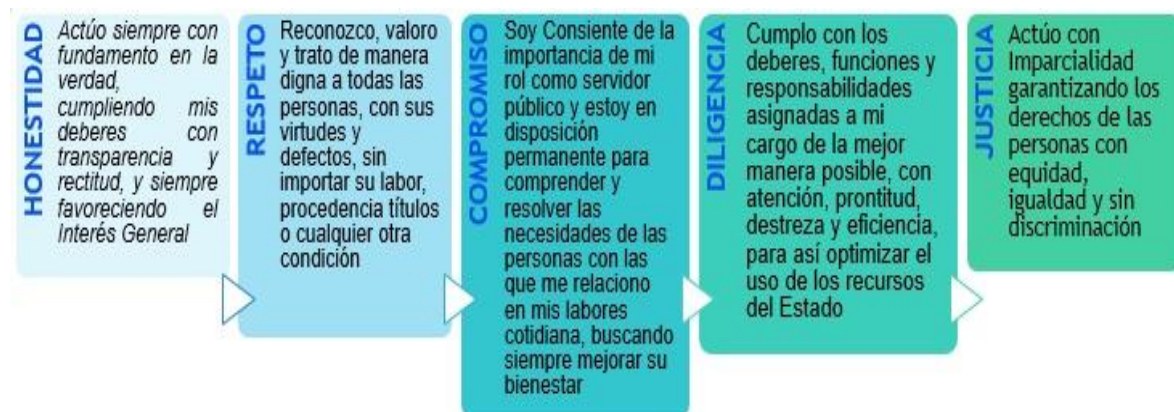 HONESTIDAD
Actúo siempre con
fundamento en la
verdad,
cumpliendo mis
deberes con
transparencia y
rectitud, y siempre
favoreciendo el
Interés General
RESPETO
Reconozco, valoro
y trato de manera
digna a todas las
personas, con sus
virtudes y
defectos, sin
importar su labor,
procedencia títulos
o cualquier otra
condición
COMPROMISO
Soy Consiente de la
importancia de mi
rol como servidor
público y estoy en
disposición
permanente para
comprender y
resolver las
necesidades de las
personas con las
que me relaciono
en mis labores
cotidiana, buscando
siempre mejorar su
bienestar
DILIGENCIA
Cumplo con los
deberes, funciones y
responsabilidades
asignadas a mi
cargo de la mejor
manera posible, con
atención, prontitud,
destreza y eficiencia,
para así optimizar el
uso de los recursos
del Estado
JUSTICIA
Actúo con
Imparcialidad
garantizando los
derechos de las
personas con
equidad,
igualdad y sin
discriminación